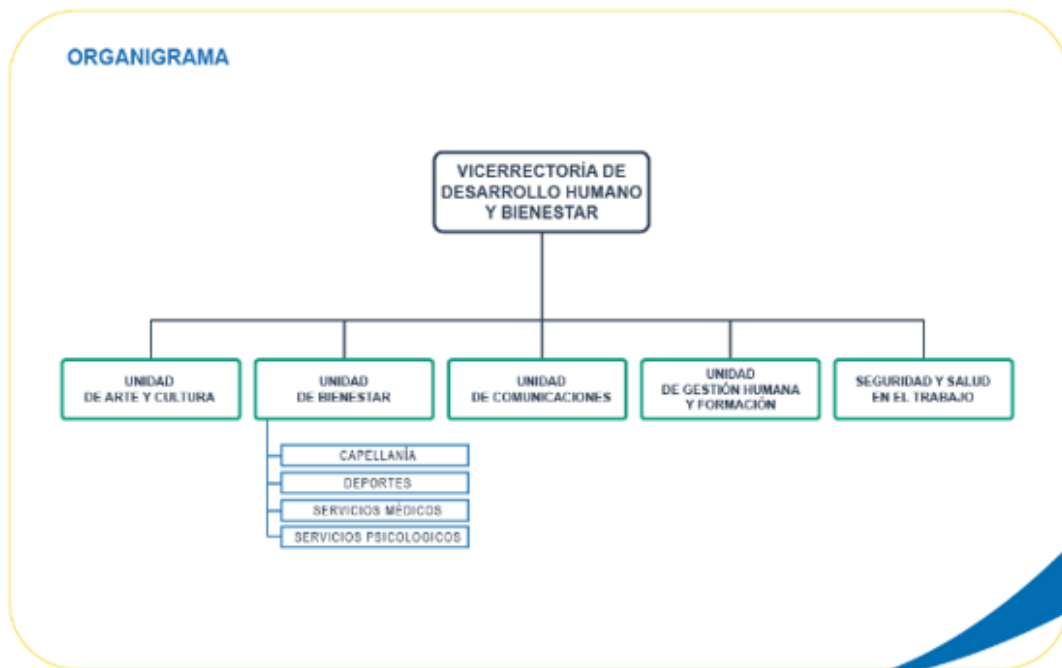 ORGANIGRAMA
VICERRECTORÍA DE
DESARROLLO HUMANO
Y BIENESTAR
UNIDAD
DE ARTE Y CULTURA
UNIDAD
DE BIENESTAR
UNIDAD
DE COMUNICACIONES
UNIDAD
DE GESTIÓN HUMANA
Y FORMACIÓN
SEGURIDAD Y SALUD
EN EL TRABAJO
CAPELLANÍA
DEPORTES
SERVICIOS MÉDICOS
SERVICIOS PSICOLOGICOS